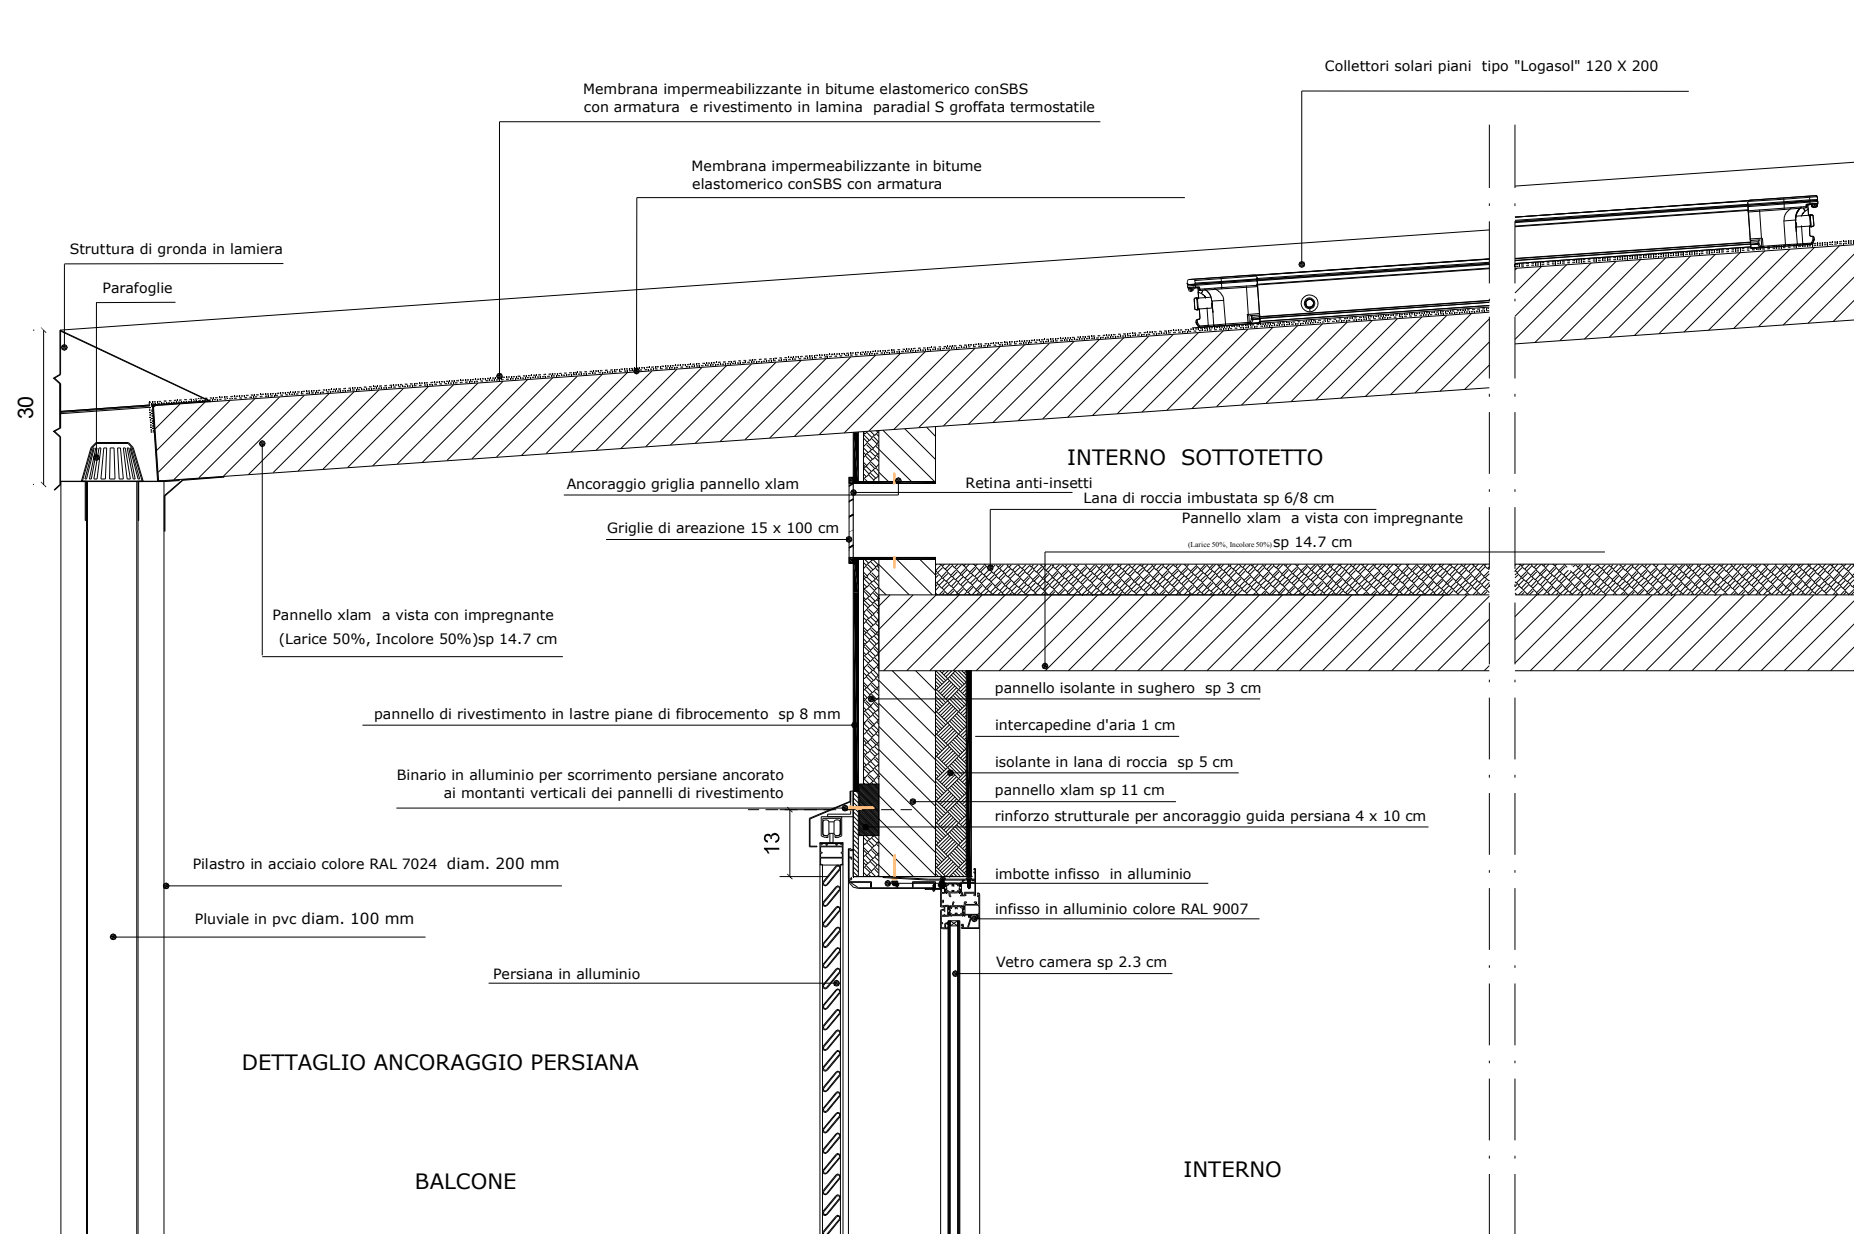 Collettori solari piani tipo "Logasol" 120 X 200
Membrana impermeabilizzante in bitume elastomerico conSBS
con armatura e rivestimento in lamina paradial S groffata termostatile
Membrana impermeabilizzante in bitume
elastomerico conSBS con armatura
Struttura di gronda in lamiera
Parafoglie
30
INTERNO SOTTOTETTO
Ancoraggio griglia pannello xlam
Retina anti-insetti
Lana di roccia imbustata sp 6/8 cm
Pannello xlam a vista con impregnante
(Larice 50%, Incolore 50%)sp 14.7 cm
Griglie di areazione 15 x 100 cm
Pannello xlam a vista con impregnante
(Larice 50%, Incolore 50%)sp 14.7 cm
pannello isolante in sughero sp 3 cm
pannello di rivestimento in lastre piane di fibrocemento sp 8 mm
intercapedine d'aria 1 cm
isolante in lana di roccia sp 5 cm
Binario in alluminio per scorrimento persiane ancorato
ai montanti verticali dei pannelli di rivestimento
pannello xlam sp 11 cm
rinforzo strutturale per ancoraggio guida persiana 4 x 10 cm
13
Pilastro in acciaio colore RAL 7024 diam. 200 mm
imbotte infisso in alluminio
Pluviale in pvc diam. 100 mm
infisso in alluminio colore RAL 9007
Persiana in alluminio
Vetro camera sp 2.3 cm
DETTAGLIO ANCORAGGIO PERSIANA
BALCONE
INTERNO